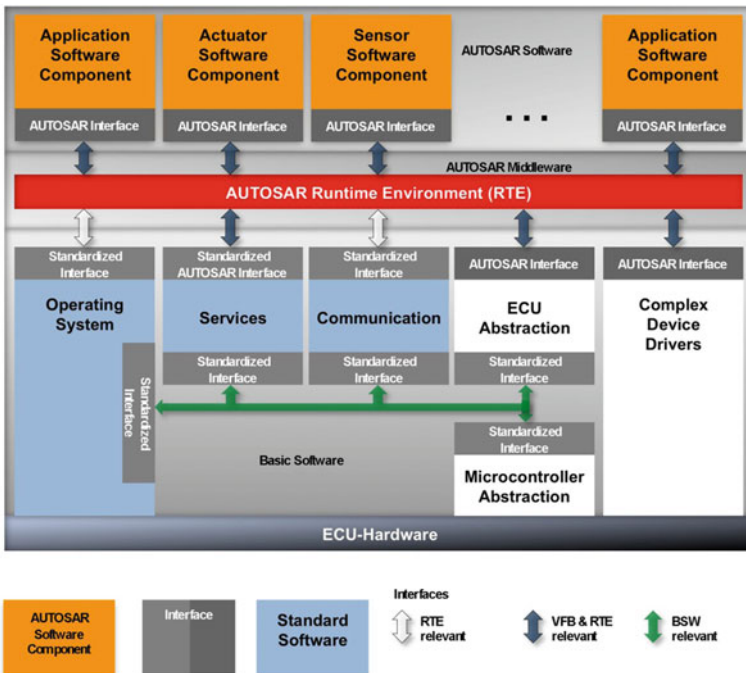 Application
Software
Component
AUTOSAR Interface
Actuator
Software
Component
AUTOSAR Interface
Sensor
Software
Component
AUTOSAR Interface
AUTOSAR Software
...
Application
Software
Component
AUTOSAR Interface
AUTOSAR Middleware
AUTOSAR Runtime Environment (RTE)
Standardized
Interface
Operating
System
Standardized
Interface
Standardized
AUTOSAR Interface
Services
Standardized
Interface
Standardized
Interface
Communication
Standardized
Interface
AUTOSAR Interface
ECU
Abstraction
Standardized
Interface
Standardized
Interface
Microcontroller
Abstraction
AUTOSAR Interface
Complex
Device
Drivers
Basic Software
ECU-Hardware
AUTOSAR
Software
Component
Interface
Standard
Software
Interfaces
RTE
relevant
VFB & RTE
relevant
BSW
relevant